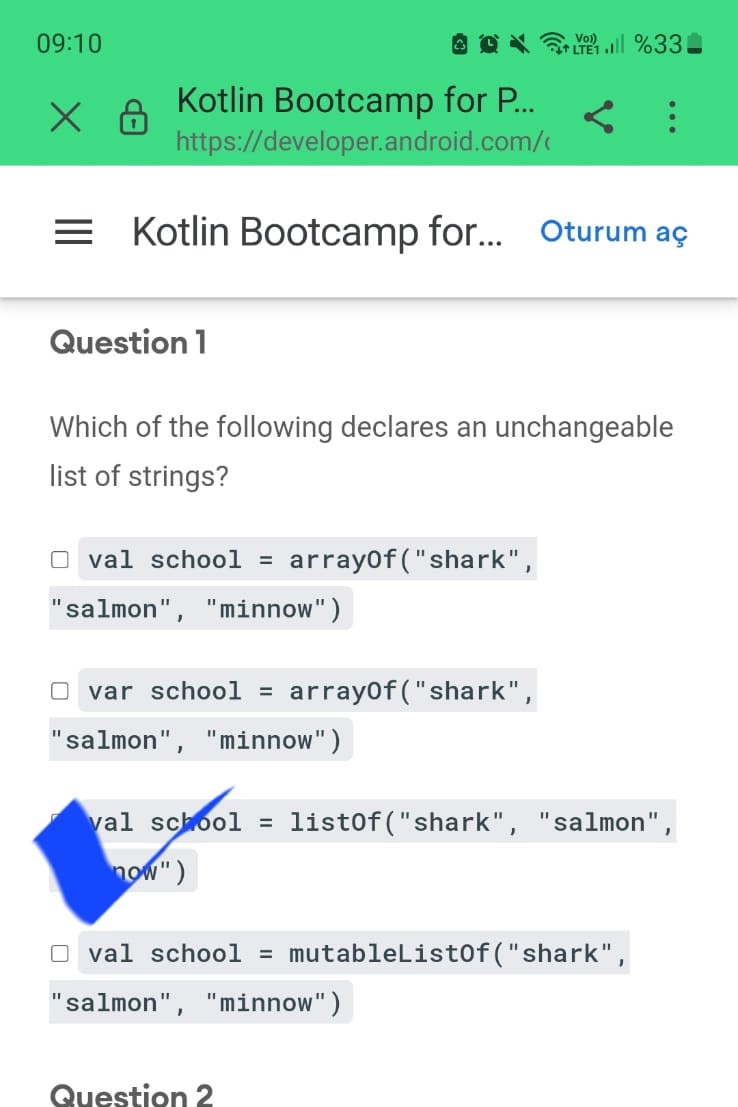 09:10
Vo))
LTE1
%33
Kotlin Bootcamp for P...
https://developer.android.com/c
Kotlin Bootcamp for...
Oturum aç
Question 1
Which of the following declares an unchangeable
list of strings?
val school = arrayOf("shark",
"salmon", "minnow")
var school = arrayOf("shark",
"salmon", "minnow")
val school = listOf("shark", "salmon",
now")
val school = mutableListOf("shark",
"salmon", "minnow")
Question 2